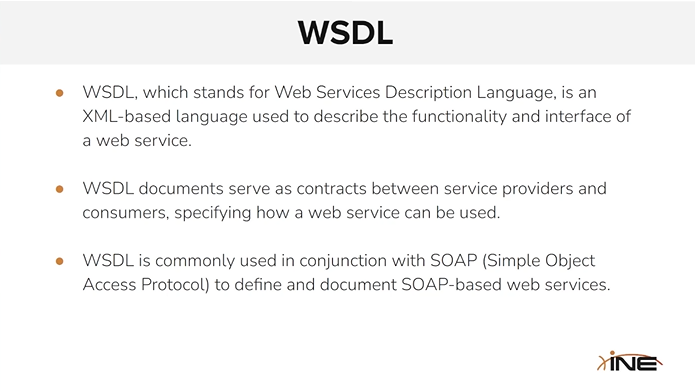 WSDL
● WSDL, which stands for Web Services Description Language, is an
XML-based language used to describe the functionality and interface of
a web service.
● WSDL documents serve as contracts between service providers and
consumers, specifying how a web service can be used.
● WSDL is commonly used in conjunction with SOAP (Simple Object
Access Protocol) to define and document SOAP-based web services.
INE